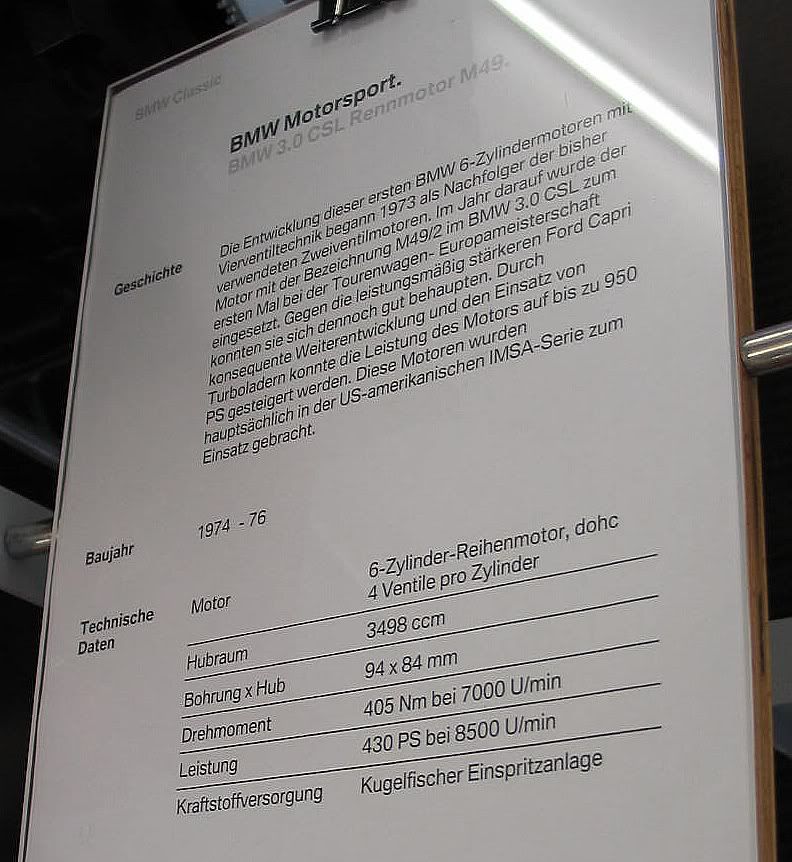 BMW Classic
BMW Motorsport.
BMW 3.0 CSL Rennmotor M49.
Geschichte
Die Entwicklung dieser ersten BMW 6-Zylindermotoren mit
Vierventiltechnik begann 1973 als Nachfolger der bisher
verwendeten Zweiventilmotoren. Im Jahr darauf wurde der
Motor mit der Bezeichnung M49/2 im BMW 3.0 CSL zum
ersten Mal bei der Tourenwagen- Europameisterschaft
eingesetzt. Gegen die leistungsmäßig stärkeren Ford Capri
konnten sie sich dennoch gut behaupten. Durch
konsequente Weiterentwicklung und den Einsatz von
Turboladern konnte die Leistung des Motors auf bis zu 950
PS gesteigert werden. Diese Motoren wurden
hauptsächlich in der US-amerikanischen IMSA-Serie zum
Einsatz gebracht.
Baujahr 1974 - 76
Technische
Daten
Motor 6-Zylinder-Reihenmotor, dohc
4 Ventile pro Zylinder
Hubraum 3498 ccm
Bohrung x Hub 94 x 84 mm
Drehmoment 405 Nm bei 7000 U/min
Leistung 430 PS bei 8500 U/min
Kraftstoffversorgung Kugelfischer Einspritzanlage